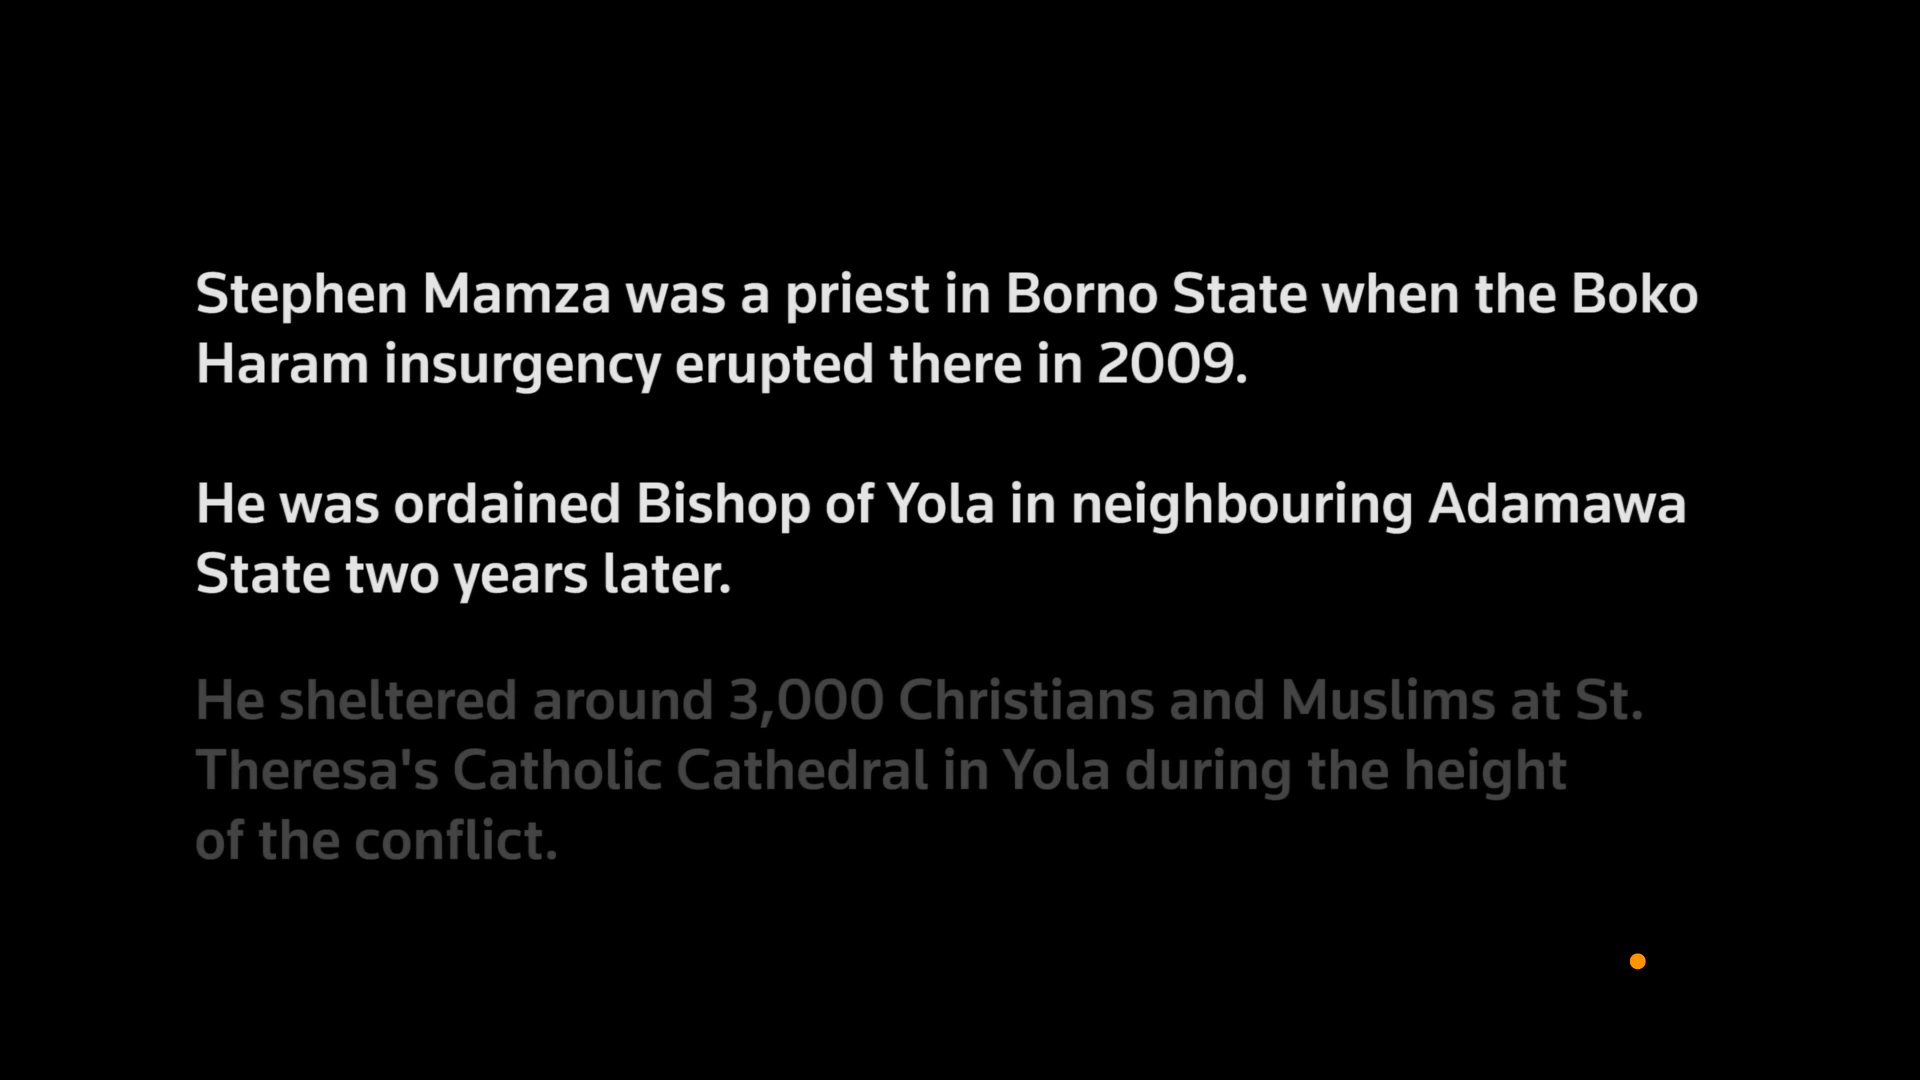 Stephen Mamza was a priest in Borno State when the Boko
Haram insurgency erupted there in 2009.
He was ordained Bishop of Yola in neighbouring Adamawa
State two years later.
He sheltered around 3,000 Christians and Muslims at St.
Theresa's Catholic Cathedral in Yola during the height
of the conflict.